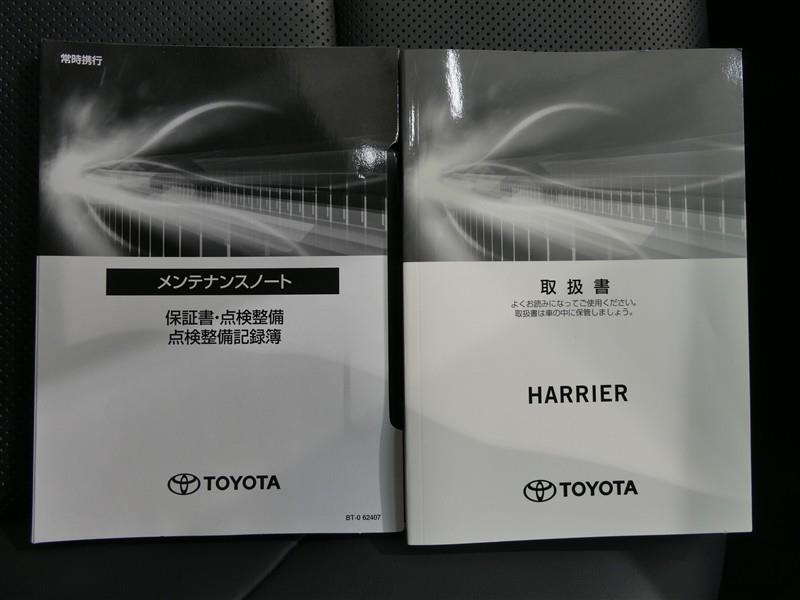 常時携行
メンテナンスノート
保証書・点検整備
点検整備記録簿
TOYOTA
BT-0 62407
取扱書
よくお読みになってご使用ください。
取扱書は車の中に保管しましょう。
HARRIER
TOYOTA